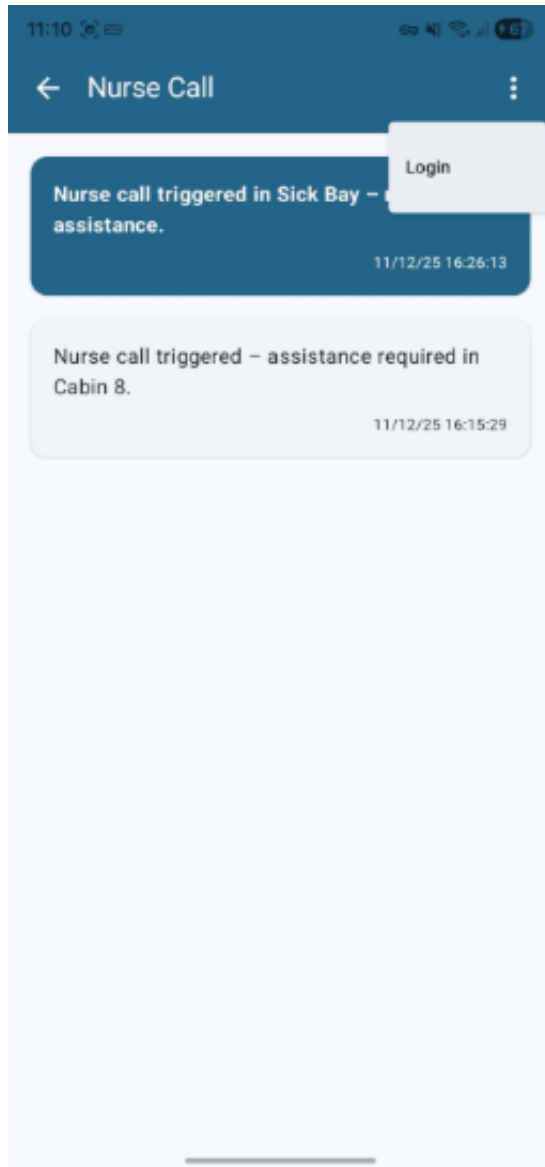 11:10
Nurse Call
Login
Nurse call triggered in Sick Bay –
assistance.
11/12/25 16:26:13
Nurse call triggered – assistance required in
Cabin 8.
11/12/25 16:15:29